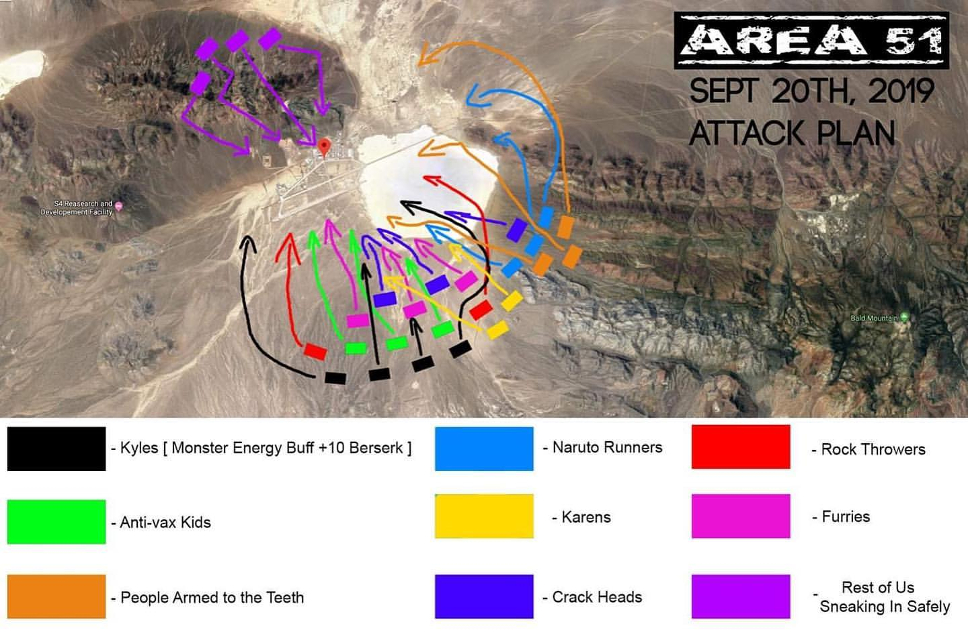 AREA 51
SEPT 20TH, 2019
ATTACK PLAN
S4 Reasearch and
Developement Facility
Bald Mountain
- Kyles [ Monster Energy Buff +10 Berserk ]
- Naruto Runners
- Rock Throwers
- Anti-vax Kids
- Karens
- Furries
- People Armed to the Teeth
- Crack Heads
- Rest of Us
Sneaking In Safely